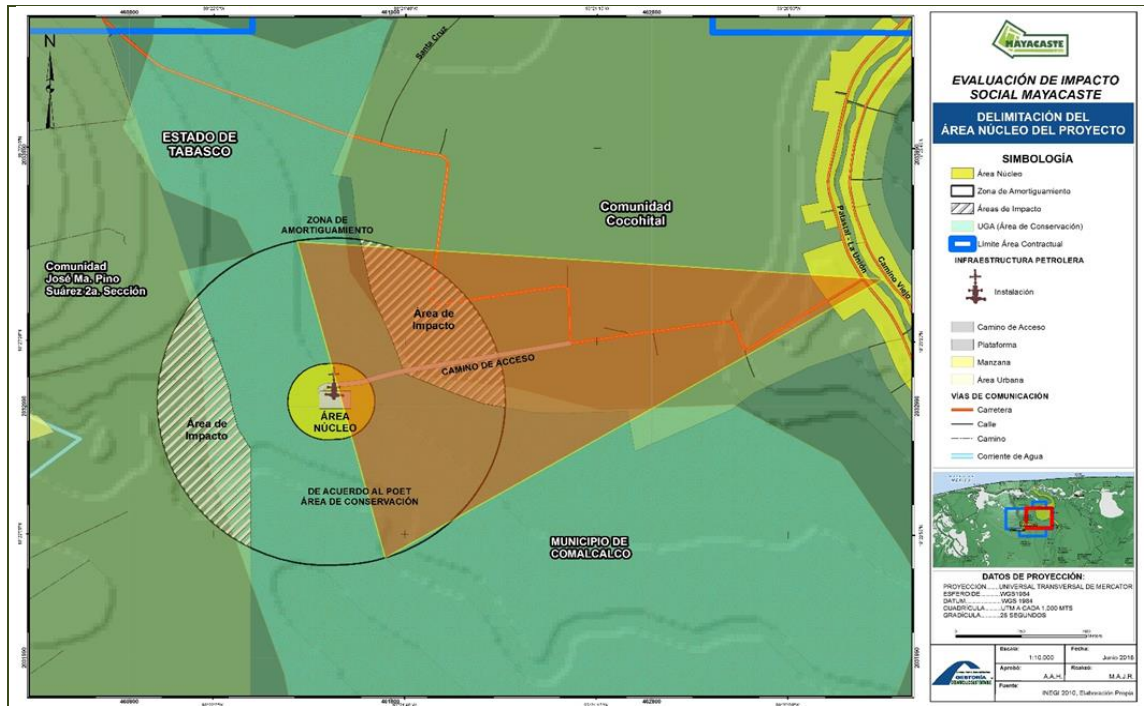 N
ESTADO DE
TABASCO
Santa Cruz
Comunidad
Cocohital
ZONA DE
AMORTIGUAMIENTO
Comunidad
José Ma. Pino
Suárez 2a. Sección
Área de
Impacto
CAMINO DE ACCESO
Patastal - La Unión
Camino Viejo
ÁREA
NÚCLEO
Área de
Impacto
DE ACUERDO AL POET
ÁREA DE CONSERVACIÓN
MUNICIPIO DE
COMALCALCO
MAYACASTE
EVALUACIÓN DE IMPACTO
SOCIAL MAYACASTE
DELIMITACIÓN DEL
ÁREA NÚCLEO DEL PROYECTO
SIMBOLOGÍA
Área Núcleo
Zona de Amortiguamiento
Áreas de Impacto
UGA (Área de Conservación)
Límite Área Contractual
INFRAESTRUCTURA PETROLERA
Instalación
Camino de Acceso
Plataforma
Manzana
Área Urbana
VÍAS DE COMUNICACIÓN
Carretera
Calle
Camino
Corriente de Agua
DATOS DE PROYECCIÓN:
PROYECCIÓN.......UNIVERSAL TRANSVERSAL DE MERCATOR
ESFEROIDE.......WGS1984
DATUM.......WGS 1984
CUADRÍCULA.......UTM A CADA 1,000 MTS
GRADÍCULA.......25 SEGUNDOS
Escala: 1:10,000
Fecha: Junio 2016
Aprobó: A.A.H.
Realizó: M.A.J.R.
Fuente: INEGI 2010, Elaboración Propia
GESTORÍA